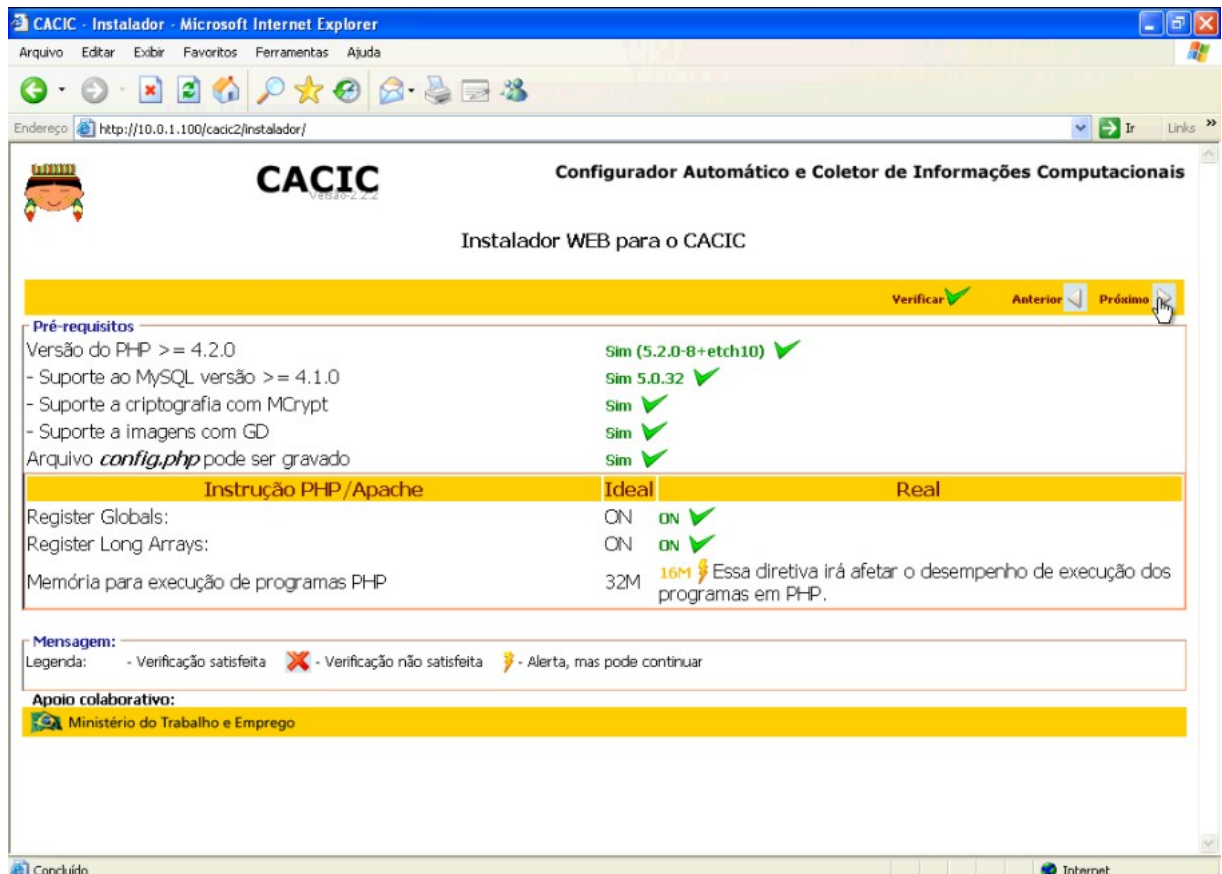 CACIC - Instalador - Microsoft Internet Explorer
Arquivo Editar Exibir Favoritos Ferramentas Ajuda
Endereço http://10.0.1.100/cacic2/instalador/ Ir Links »
CACIC Configurador Automático e Coletor de Informações Computacionais
Versão-2.2.2
Instalador WEB para o CACIC
Verificar Anterior Próximo
Pré-requisitos
Versão do PHP >= 4.2.0 Sim (5.2.0-8+etch10)
- Suporte ao MySQL versão >= 4.1.0 Sim 5.0.32
- Suporte a criptografia com MCrypt Sim
- Suporte a imagens com GD Sim
Arquivo config.php pode ser gravado Sim
Instrução PHP/Apache Ideal Real
Register Globals: ON ON
Register Long Arrays: ON ON
Memória para execução de programas PHP 32M 16M Essa diretiva irá afetar o desempenho de execução dos
programas em PHP.
Mensagem:
Legenda: - Verificação satisfeita - Verificação não satisfeita - Alerta, mas pode continuar
Apoio colaborativo:
Ministério do Trabalho e Emprego
Concluído Internet